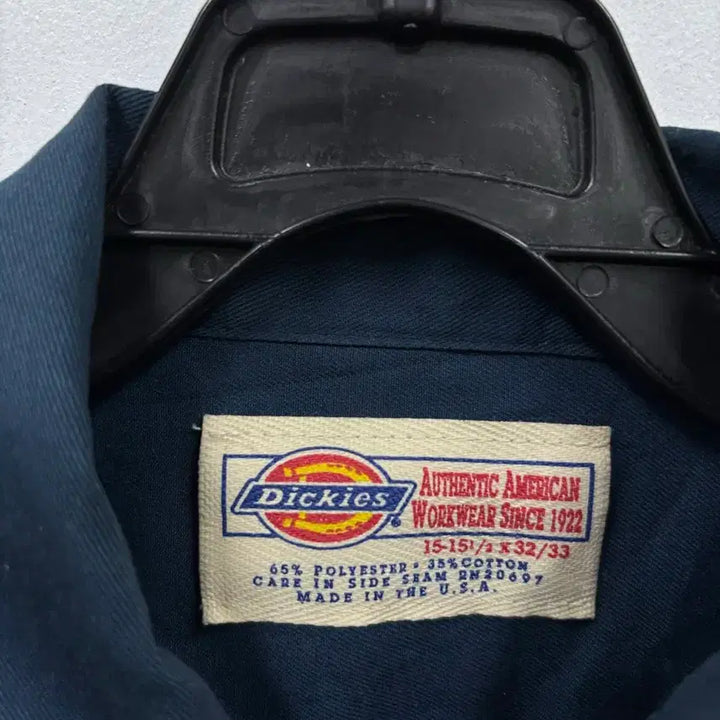 Dickies®
AUTHENTIC AMERICAN
WORKWEAR SINCE 1922
15-15½ x 32/33
65% POLYESTER • 35% COTTON
CARE IN SIDE SEAM RN20697
MADE IN THE U.S.A.